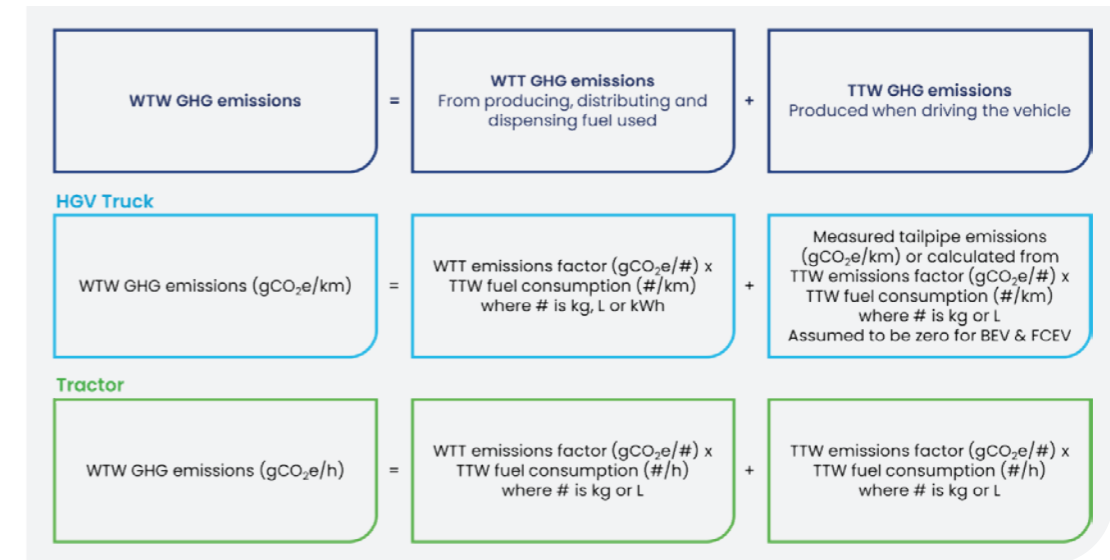 WTW GHG emissions
=
WTT GHG emissions
From producing, distributing and
dispensing fuel used
+
TTW GHG emissions
Produced when driving the vehicle
HGV Truck
WTW GHG emissions (gCO₂e/km)
=
WTT emissions factor (gCO₂e/#) x
TTW fuel consumption (#/km)
where # is kg, L or kWh
+
Measured tailpipe emissions
(gCO₂e/km) or calculated from
TTW emissions factor (gCO₂e/#) x
TTW fuel consumption (#/km)
where # is kg or L
Assumed to be zero for BEV & FCEV
Tractor
WTW GHG emissions (gCO₂e/h)
=
WTT emissions factor (gCO₂e/#) x
TTW fuel consumption (#/h)
where # is kg or L
+
TTW emissions factor (gCO₂e/#) x
TTW fuel consumption (#/h)
where # is kg or L